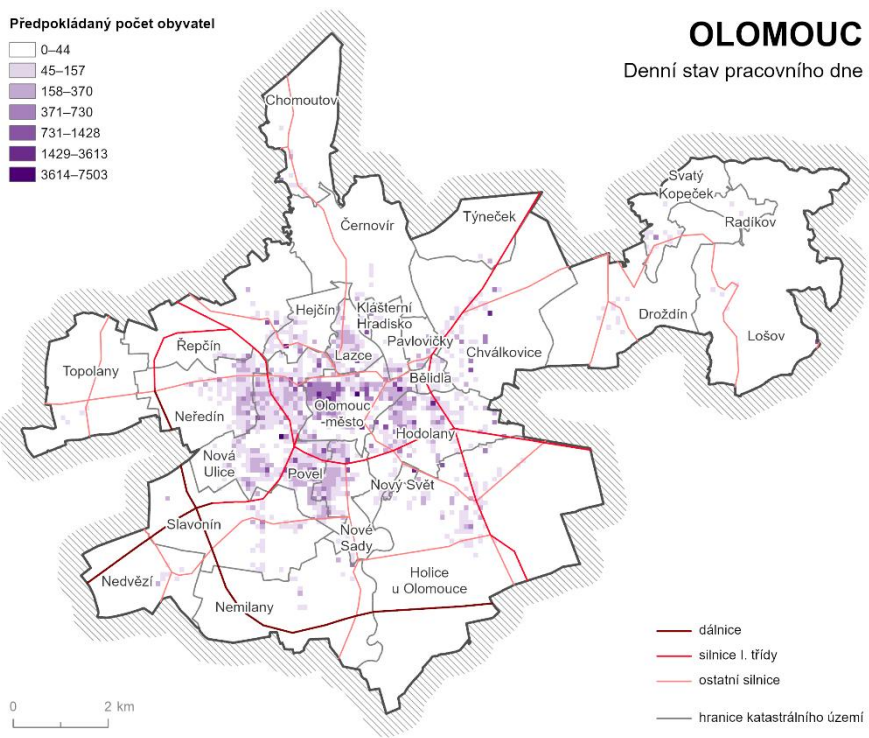 Předpokládaný počet obyvatel
0–44
45–157
158–370
371–730
731–1428
1429–3613
3614–7503
OLOMOUC
Denní stav pracovního dne
Chomoutov
Svatý
Kopeček
Týneček
Radíkov
Černovír
Hejčín
Klášterní
Hradisko
Droždín
Pavlovičky
Lošov
Řepčín
Lazce
Chválkovice
Topolany
Bělidla
Neředín
Olomouc
-město
Hodolany
Nová
Ulice
Povel
Nový Svět
Slavonín
Nové
Sady
Holice
u Olomouce
Nedvězí
Nemilany
dálnice
silnice I. třídy
ostatní silnice
hranice katastrálního území
0 2 km